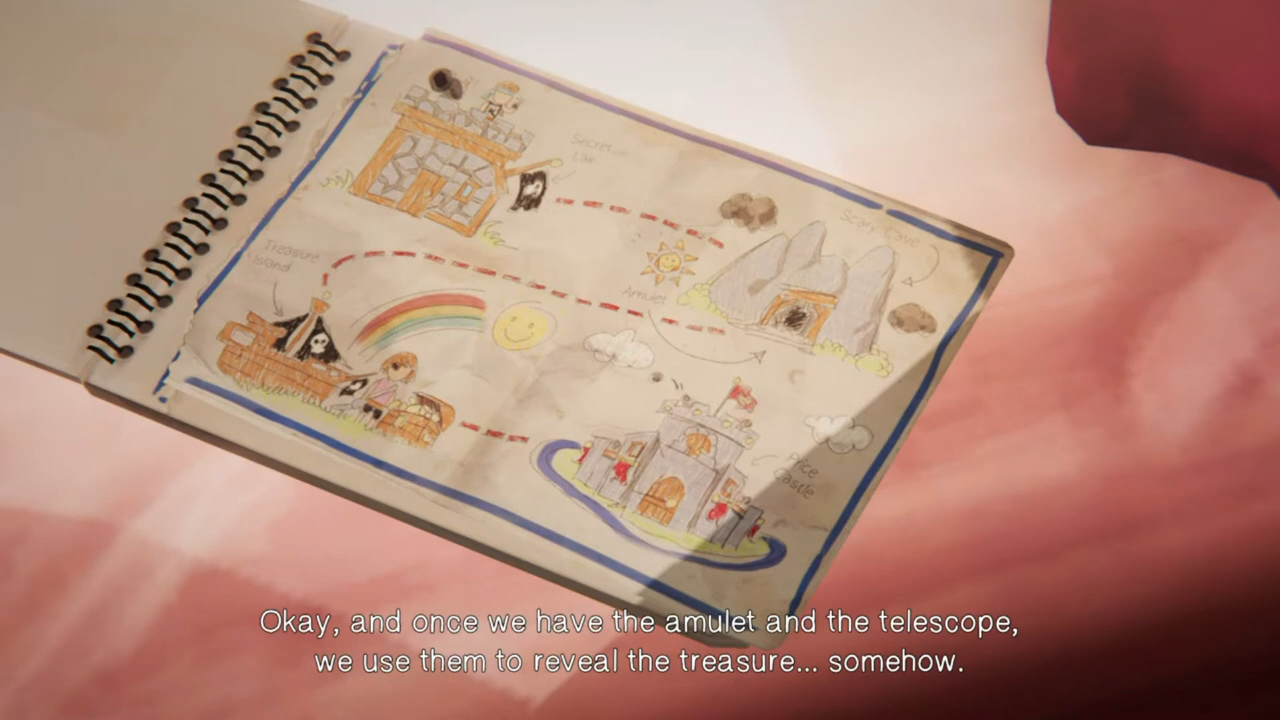 Secret
Lair
Scary Cave
Treasure
Island
Amulet
Price
Castle
Okay, and once we have the amulet and the telescope,
we use them to reveal the treasure... somehow.